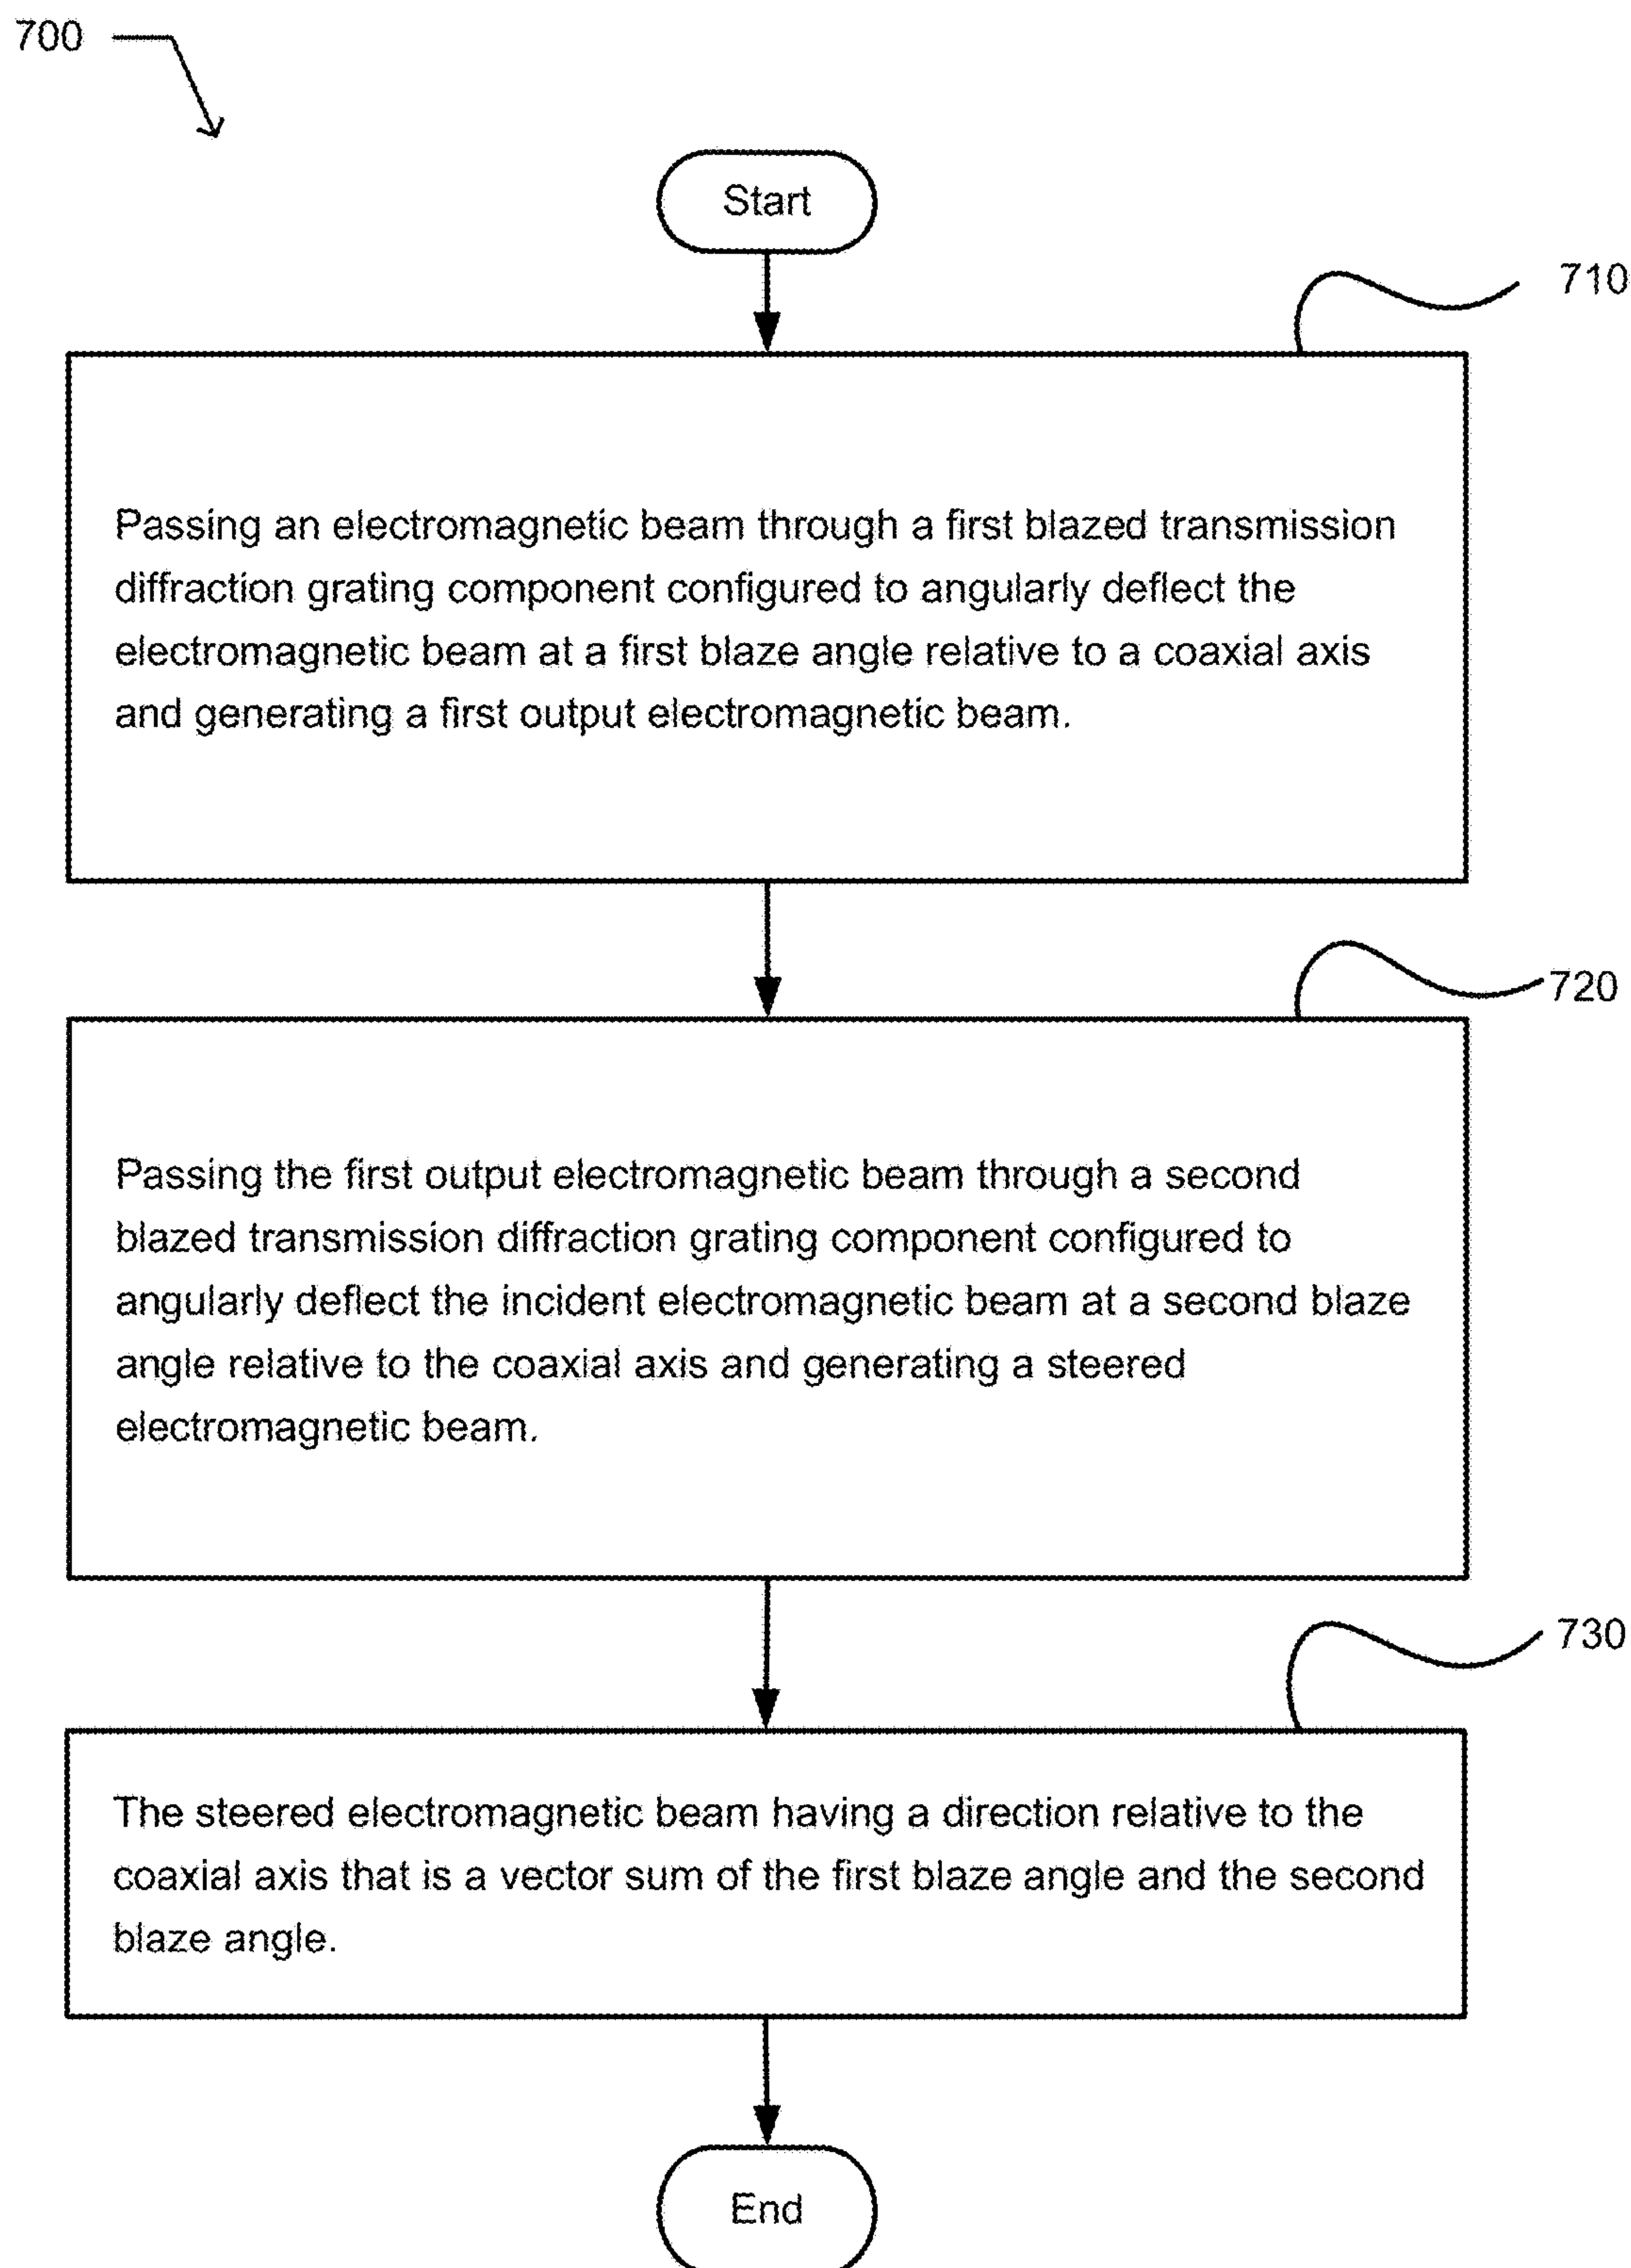 700
Start
710
Passing an electromagnetic beam through a first blazed transmission
diffraction grating component configured to angularly deflect the
electromagnetic beam at a first blaze angle relative to a coaxial axis
and generating a first output electromagnetic beam.
720
Passing the first output electromagnetic beam through a second
blazed transmission diffraction grating component configured to
angularly deflect the incident electromagnetic beam at a second blaze
angle relative to the coaxial axis and generating a steered
electromagnetic beam.
730
The steered electromagnetic beam having a direction relative to the
coaxial axis that is a vector sum of the first blaze angle and the second
blaze angle.
End